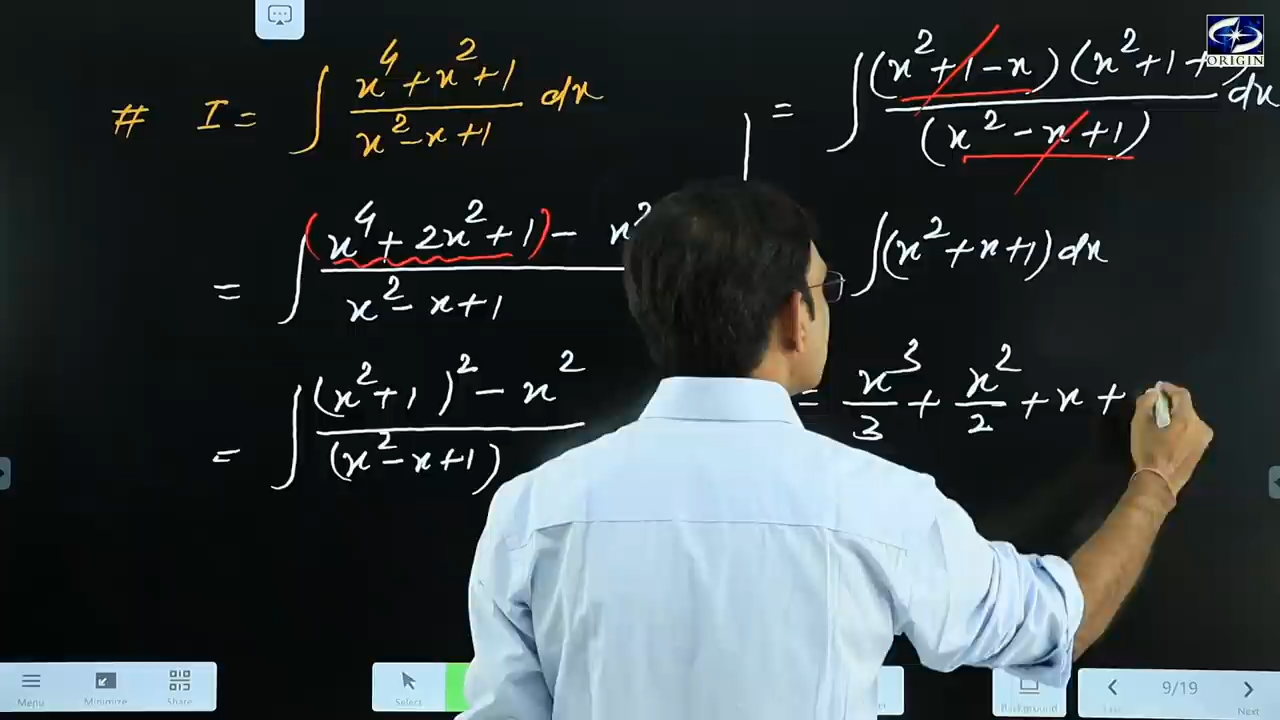 # I = ∫ (x⁴ + x² + 1)/(x² - x + 1) dx
= ∫ ((x⁴ + 2x² + 1) - x²)/(x² - x + 1)
= ∫ ((x² + 1)² - x²)/(x² - x + 1)
= ∫ (x² + 1 - x)(x² + 1 +)/(x² - x + 1) dx
∫ (x² + x + 1) dx
= x³/3 + x²/2 + x +
ORIGIN
Menu
Minimize
Share
Select
Background
9/19
Next